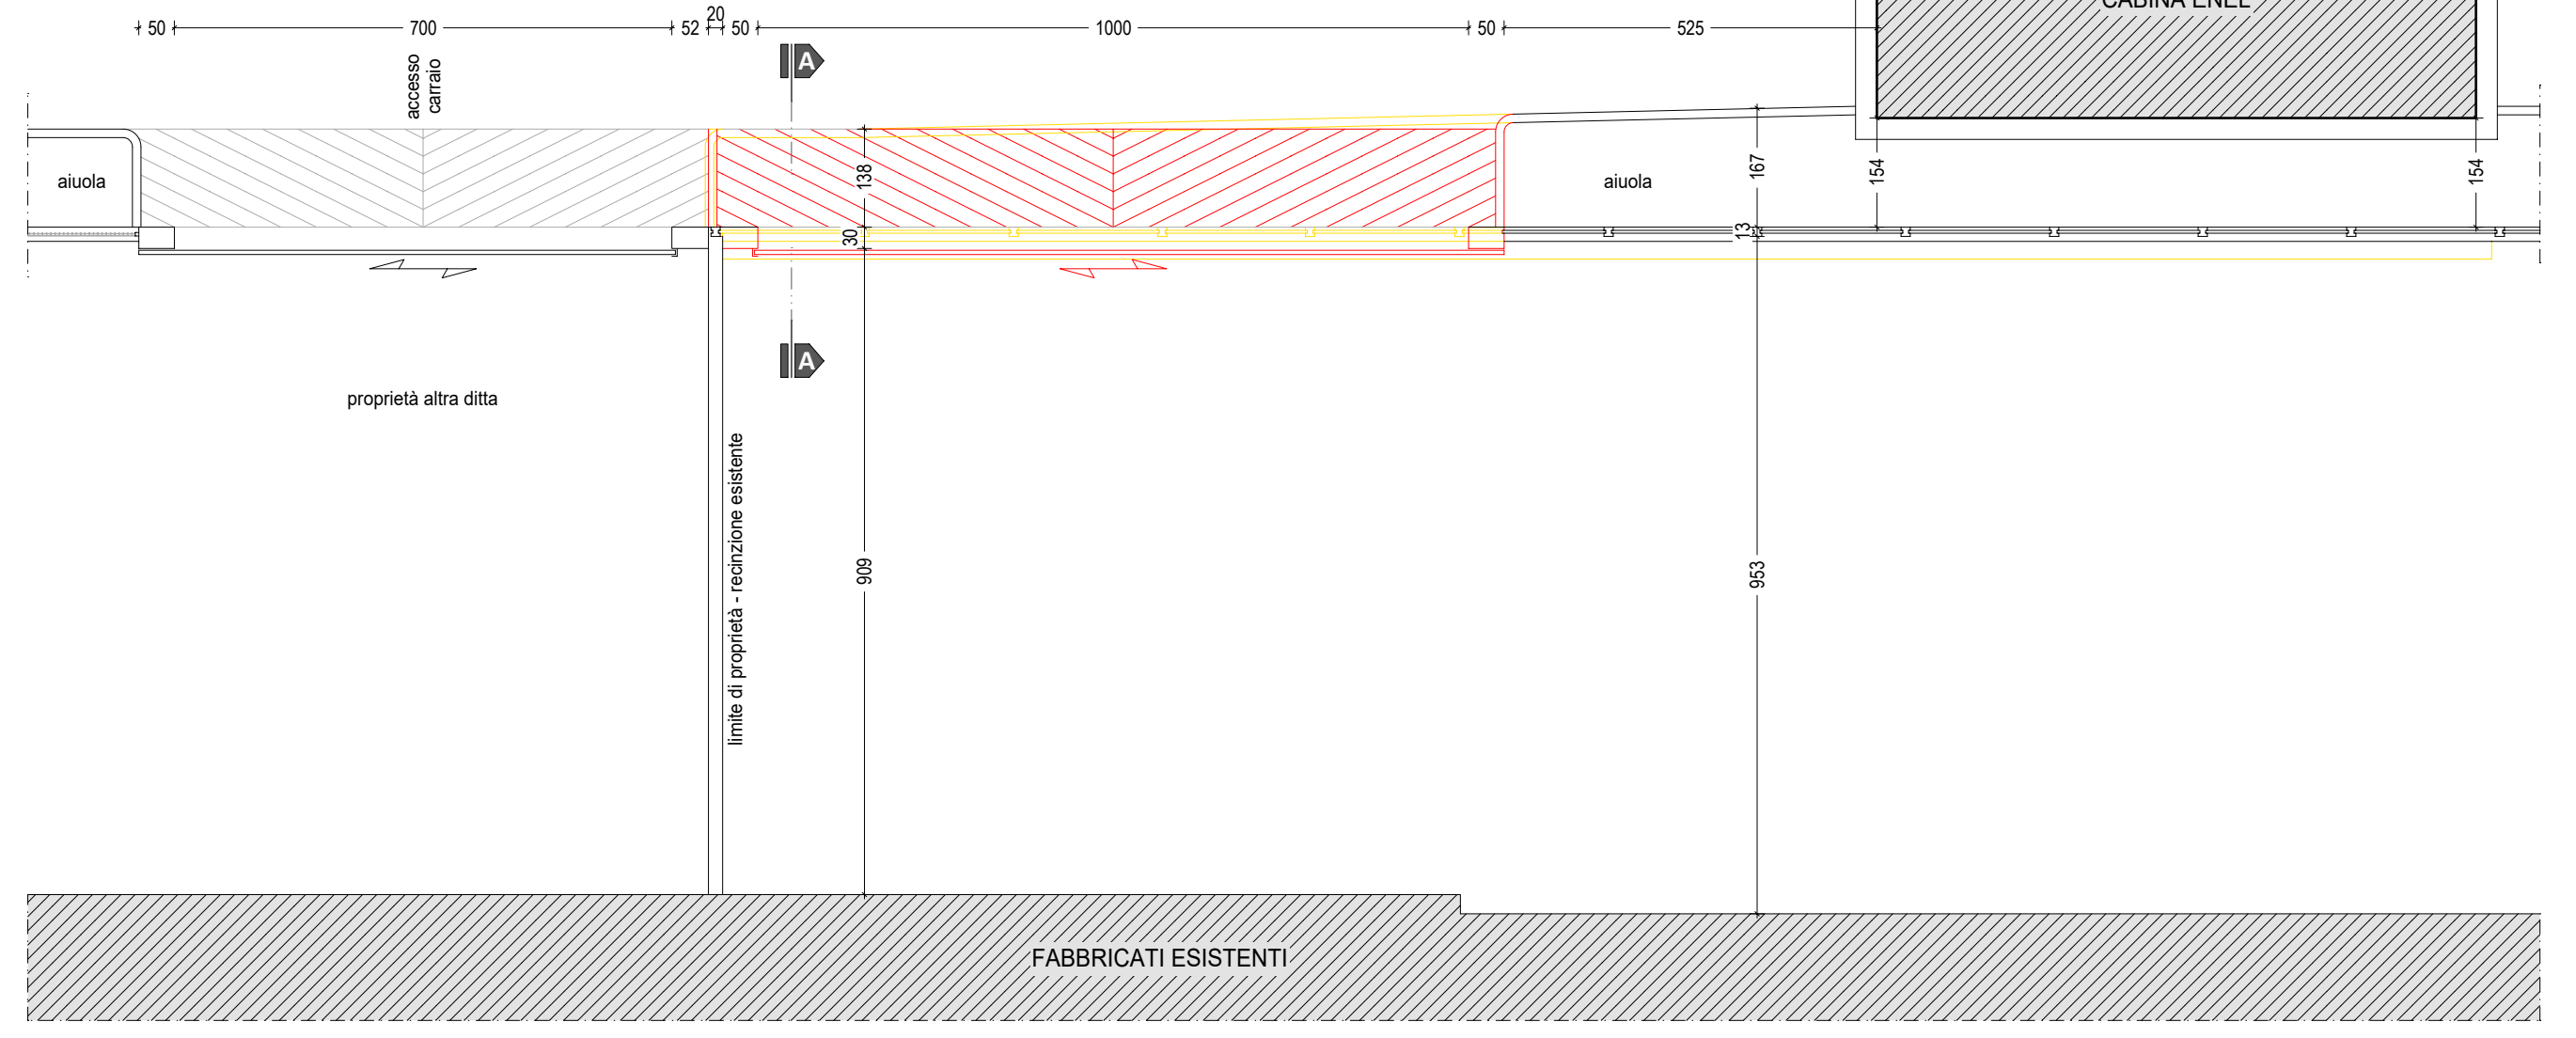 CABINA ENEL
50
700
52
20
50
1000
50
525
accesso
carraio
A
aiuola
138
aiuola
167
154
154
30
13
A
proprietà altra ditta
limite di proprietà - recinzione esistente
909
953
FABBRICATI ESISTENTI